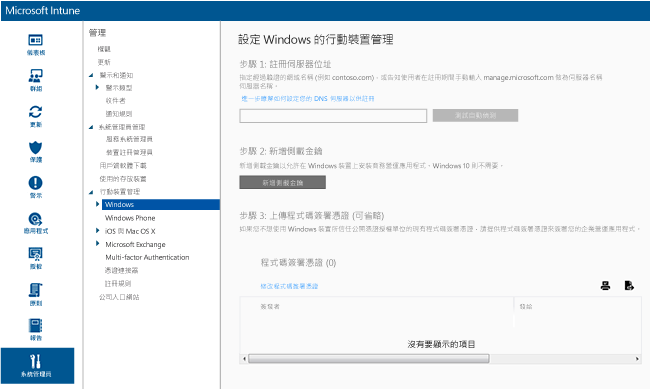 Microsoft Intune
儀表板
群組
更新
保護
警示
應用程式
授權
原則
報告
系統管理員
管理
概觀
更新
警示和通知
警示類型
收件者
通知規則
系統管理員管理
服務系統管理員
裝置註冊管理員
用戶端軟體下載
使用的存放裝置
行動裝置管理
Windows
Windows Phone
iOS 與 Mac OS X
Microsoft Exchange
Multi-factor Authentication
憑證連接器
註冊規則
公司入口網站
設定 Windows 的行動裝置管理
步驟 1: 註冊伺服器位址
指定經過驗證的網域名稱 (例如 contoso.com)，或告知使用者在註冊期間手動輸入 manage.microsoft.com 做為伺服器名稱
伺服器名稱。
進一步瞭解如何設定您的 DNS 伺服器以供註冊
測試自動偵測
步驟 2: 新增側載金鑰
新增側載金鑰以允許在 Windows 裝置上安裝商務營運應用程式。Windows 10 則不需要。
新增側載金鑰
步驟 3: 上傳程式碼簽署憑證 (可省略)
如果您不想使用 Windows 裝置所信任公開憑證授權單位的現有程式碼簽署憑證，請提供程式碼簽署憑證來簽署您的企業營運應用程式。
程式碼簽署憑證 (0)
修改程式碼簽署憑證
簽發者
發給
沒有要顯示的項目